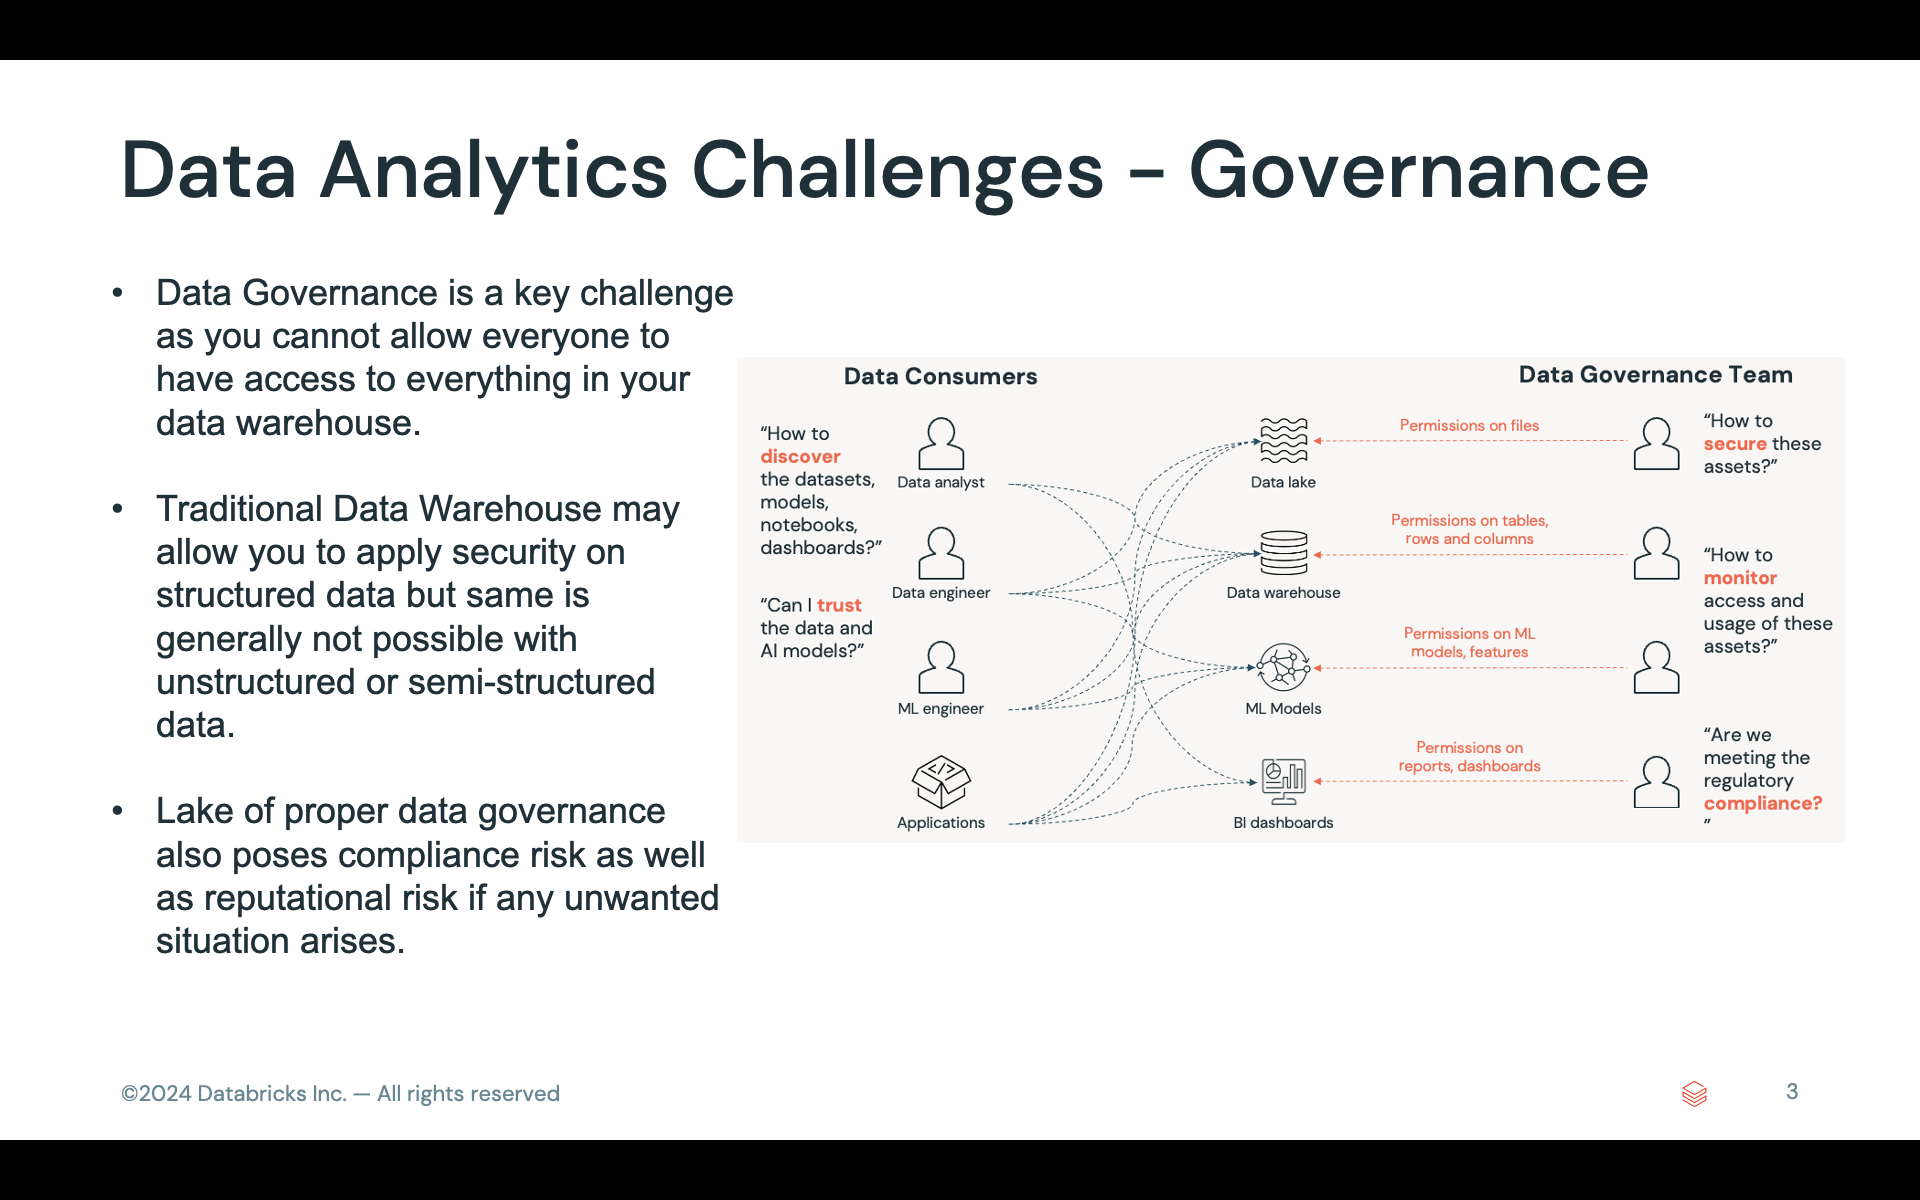 Data Analytics Challenges - Governance
• Data Governance is a key challenge
as you cannot allow everyone to
have access to everything in your
data warehouse.
• Traditional Data Warehouse may
allow you to apply security on
structured data but same is
generally not possible with
unstructured or semi-structured
data.
• Lake of proper data governance
also poses compliance risk as well
as reputational risk if any unwanted
situation arises.
Data Consumers
“How to
discover
the datasets,
models,
notebooks,
dashboards?”
“Can I trust
the data and
AI models?”
Data analyst
Data engineer
ML engineer
Applications
Data lake
Data warehouse
ML Models
BI dashboards
Permissions on files
Permissions on tables,
rows and columns
Permissions on ML
models, features
Permissions on
reports, dashboards
Data Governance Team
“How to
secure these
assets?”
“How to
monitor
access and
usage of these
assets?”
“Are we
meeting the
regulatory
compliance?
”
©2024 Databricks Inc. — All rights reserved
3